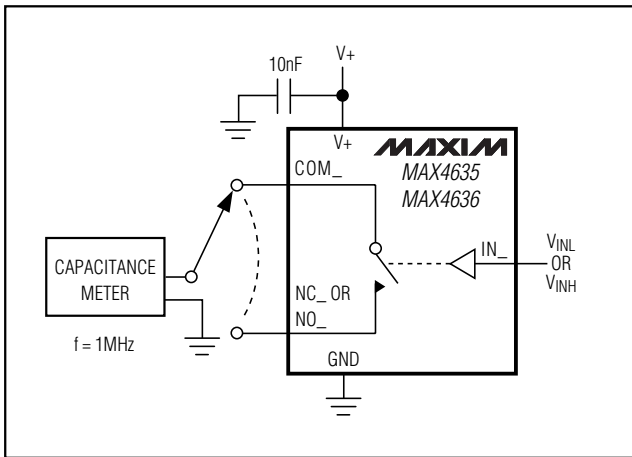 10nF
V+
V+
MAXIM
MAX4635
MAX4636
COM_
IN_
VINL
OR
VINH
CAPACITANCE
METER
NC_ OR
NO_
f = 1MHz
GND